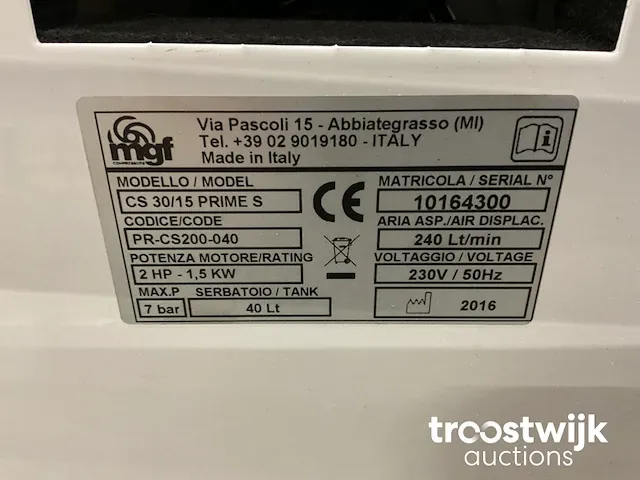 mgf
COMPRESSORS
Via Pascoli 15 - Abbiategrasso (MI)
Tel. +39 02 9019180 - ITALY
Made in Italy
MODELLO / MODEL
CS 30/15 PRIME S
CODICE/CODE
PR-CS200-040
POTENZA MOTORE/RATING
2 HP - 1,5 KW
MAX.P SERBATOIO / TANK
7 bar 40 Lt
CE
MATRICOLA / SERIAL N°
10164300
ARIA ASP./AIR DISPLAC.
240 Lt/min
VOLTAGGIO / VOLTAGE
230V / 50Hz
2016
troostwijk
auctions